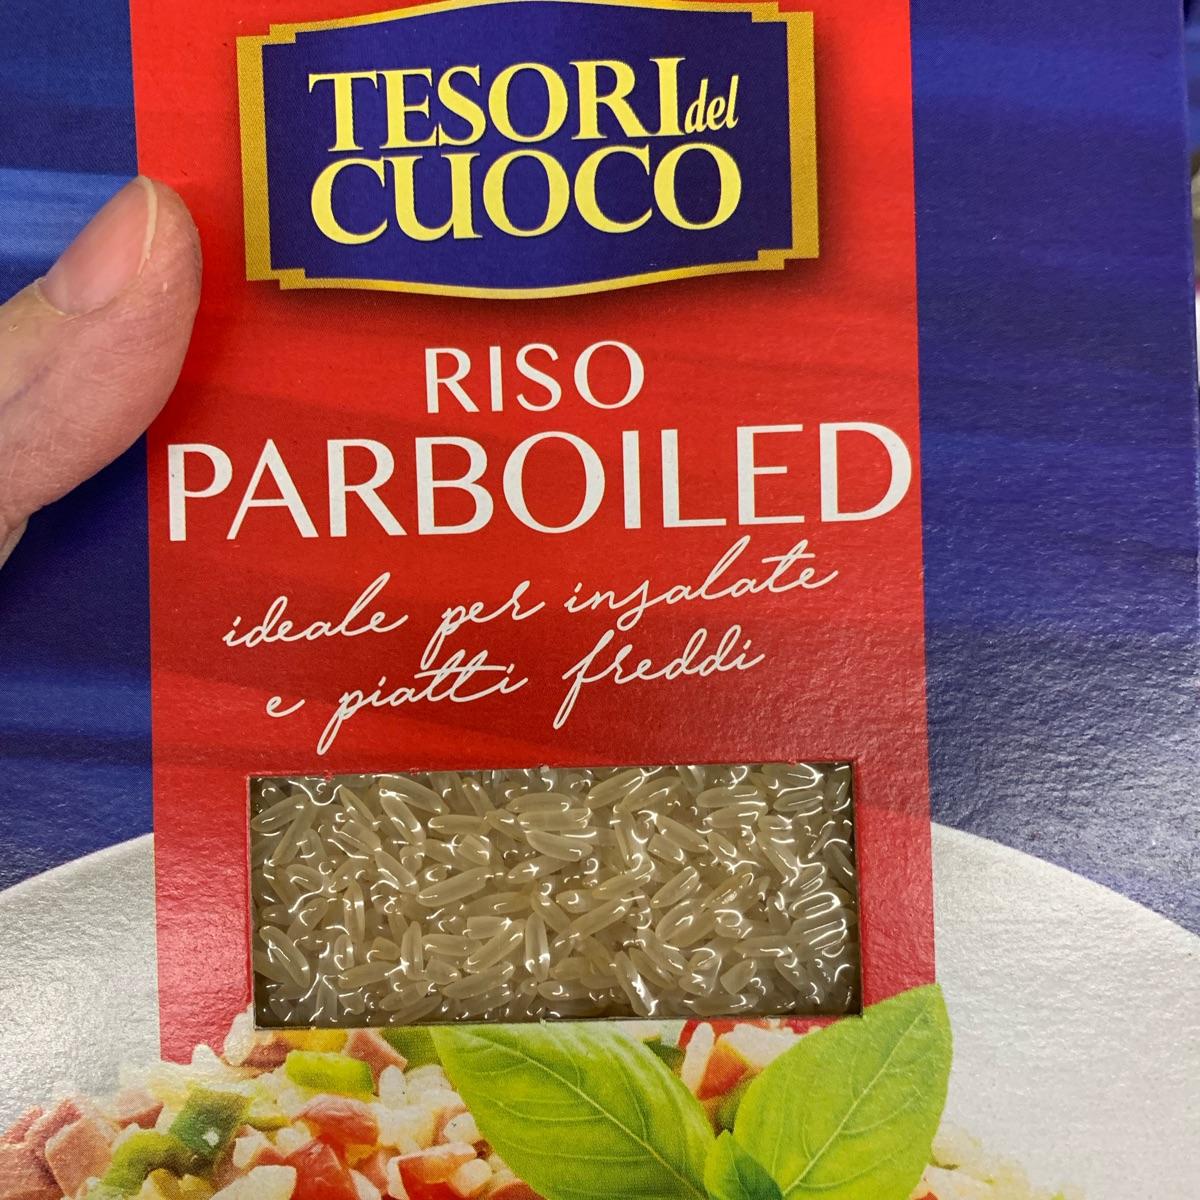 TESORI del
CUOCO
RISO
PARBOILED
ideale per insalate
e piatti freddi